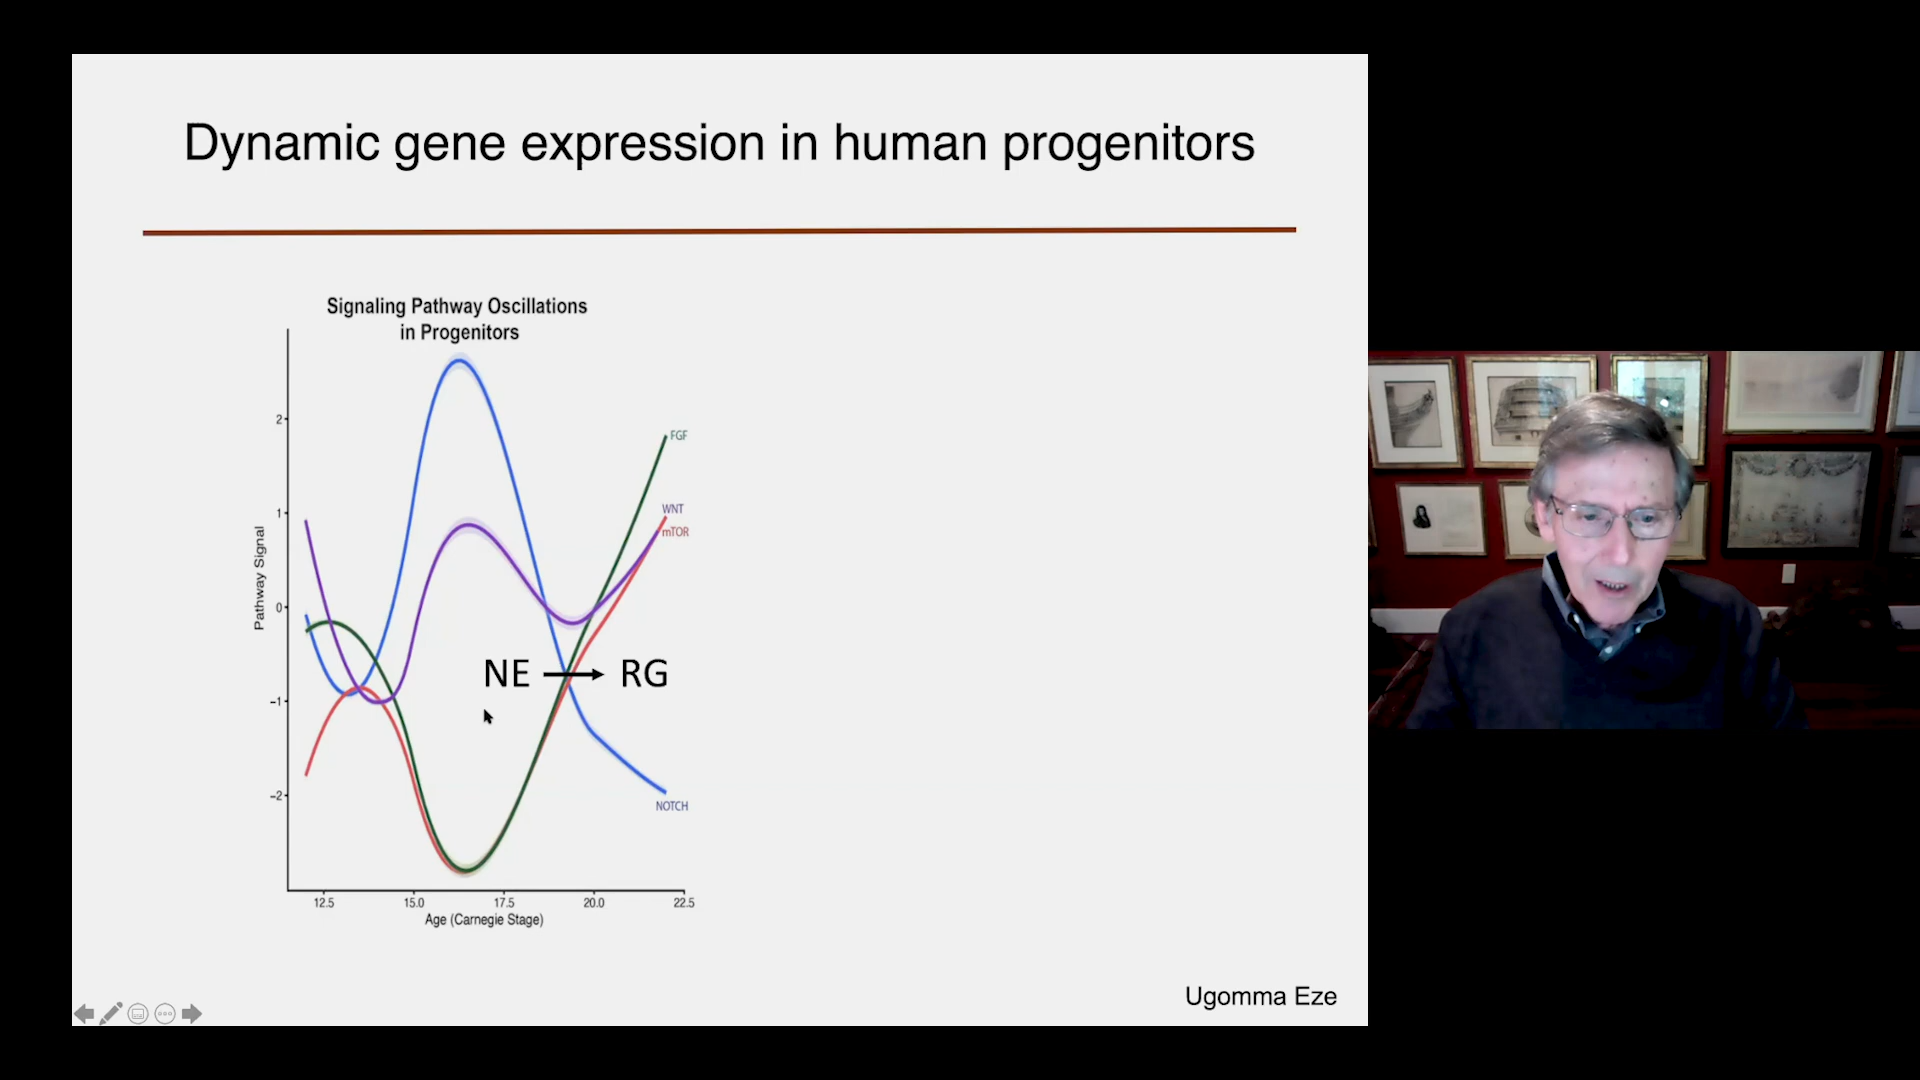 Dynamic gene expression in human progenitors
Signaling Pathway Oscillations
in Progenitors
Pathway Signal
2
1
0
−1
−2
FGF
WNT
mTOR
NE
RG
NOTCH
12.5
15.0
17.5
20.0
22.5
Age (Carnegie Stage)
Ugomma Eze